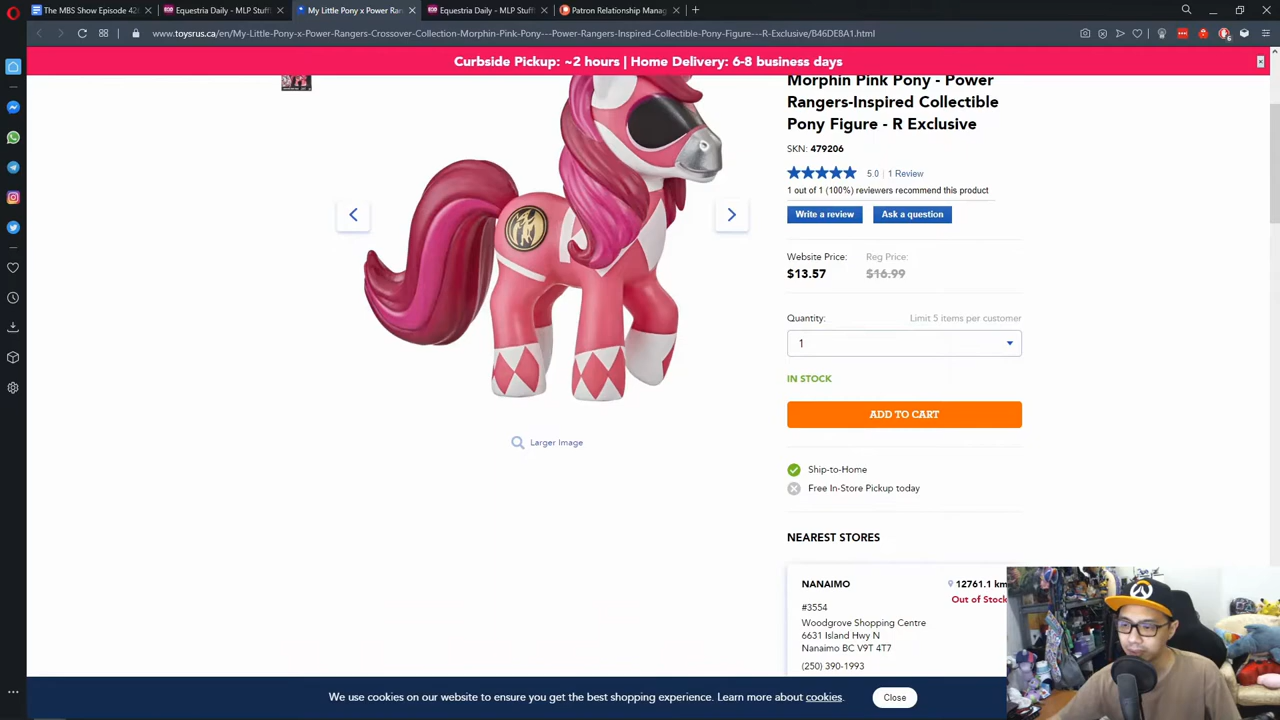 The MBS Show Episode 42
Equestria Daily - MLP Stuff
My Little Pony x Power Ran
Equestria Daily - MLP Stuff
Patron Relationship Manag
www.toysrus.ca/en/My-Little-Pony-x-Power-Rangers-Crossover-Collection-Morphin-Pink-Pony---Power-Rangers-Inspired-Collectible-Pony-Figure---R-Exclusive/B46DE8A1.html
Curbside Pickup: ~2 hours | Home Delivery: 6-8 business days
Morphin Pink Pony - Power
Rangers-Inspired Collectible
Pony Figure - R Exclusive
SKN: 479206
5.0 | 1 Review
1 out of 1 (100%) reviewers recommend this product
Write a review
Ask a question
Website Price:
Reg Price:
$13.57
$16.99
Quantity:
Limit 5 items per customer
1
IN STOCK
ADD TO CART
Larger Image
Ship-to-Home
Free In-Store Pickup today
NEAREST STORES
NANAIMO
12761.1 km
Out of Stock
#3554
Woodgrove Shopping Centre
6631 Island Hwy N
Nanaimo BC V9T 4T7
(250) 390-1993
We use cookies on our website to ensure you get the best shopping experience. Learn more about cookies.
Close